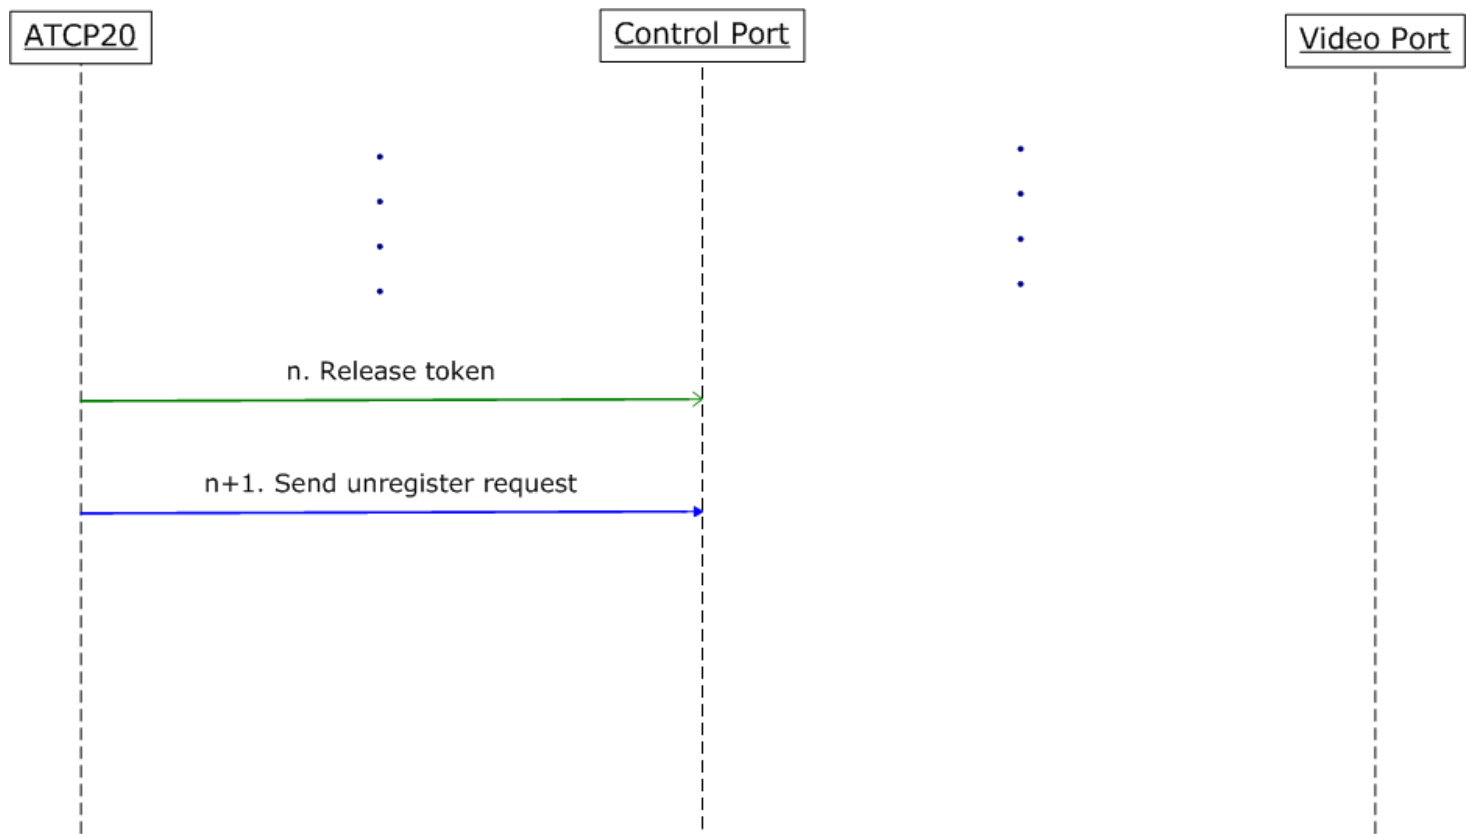 ATCP20
Control Port
Video Port
n. Release token
n+1. Send unregister request